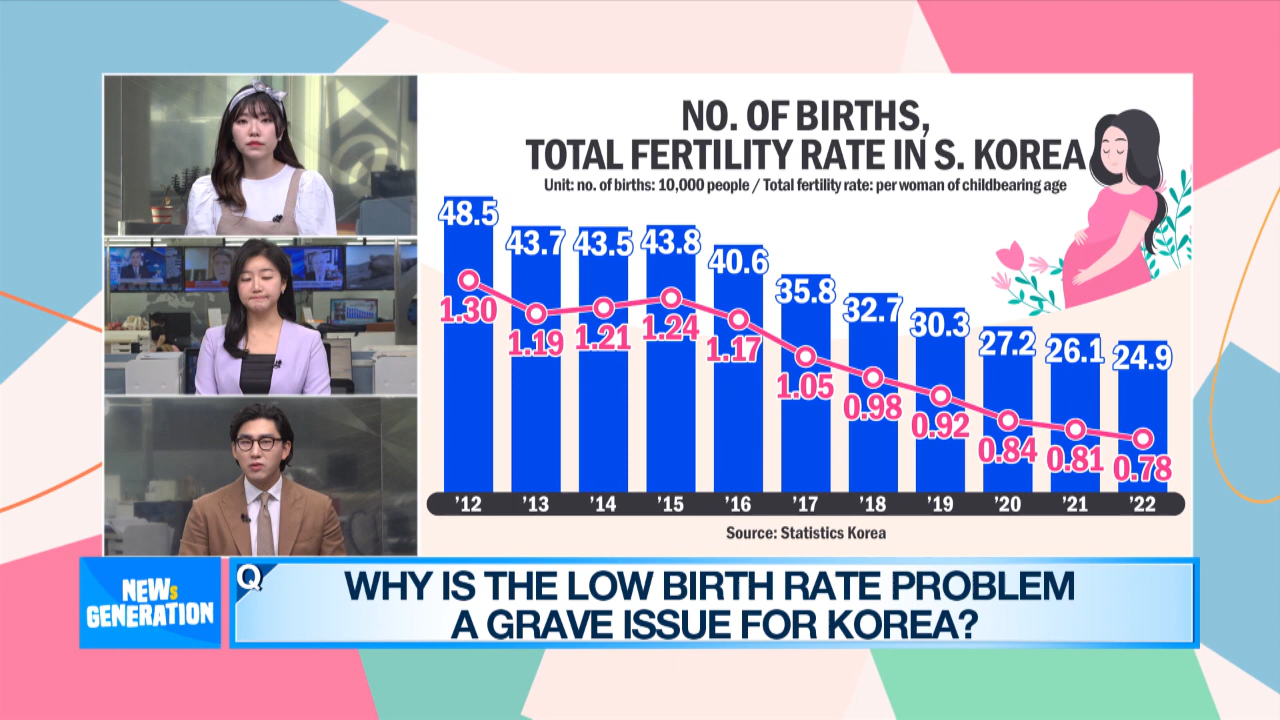 NO. OF BIRTHS,
TOTAL FERTILITY RATE IN S. KOREA
Unit: no. of births: 10,000 people / Total fertility rate: per woman of childbearing age
48.5 43.7 43.5 43.8 40.6 35.8 32.7 30.3 27.2 26.1 24.9
1.30 1.19 1.21 1.24 1.17 1.05 0.98 0.92 0.84 0.81 0.78
'12 '13 '14 '15 '16 '17 '18 '19 '20 '21 '22
Source: Statistics Korea
NEWs
GENERATION
Q
WHY IS THE LOW BIRTH RATE PROBLEM
A GRAVE ISSUE FOR KOREA?